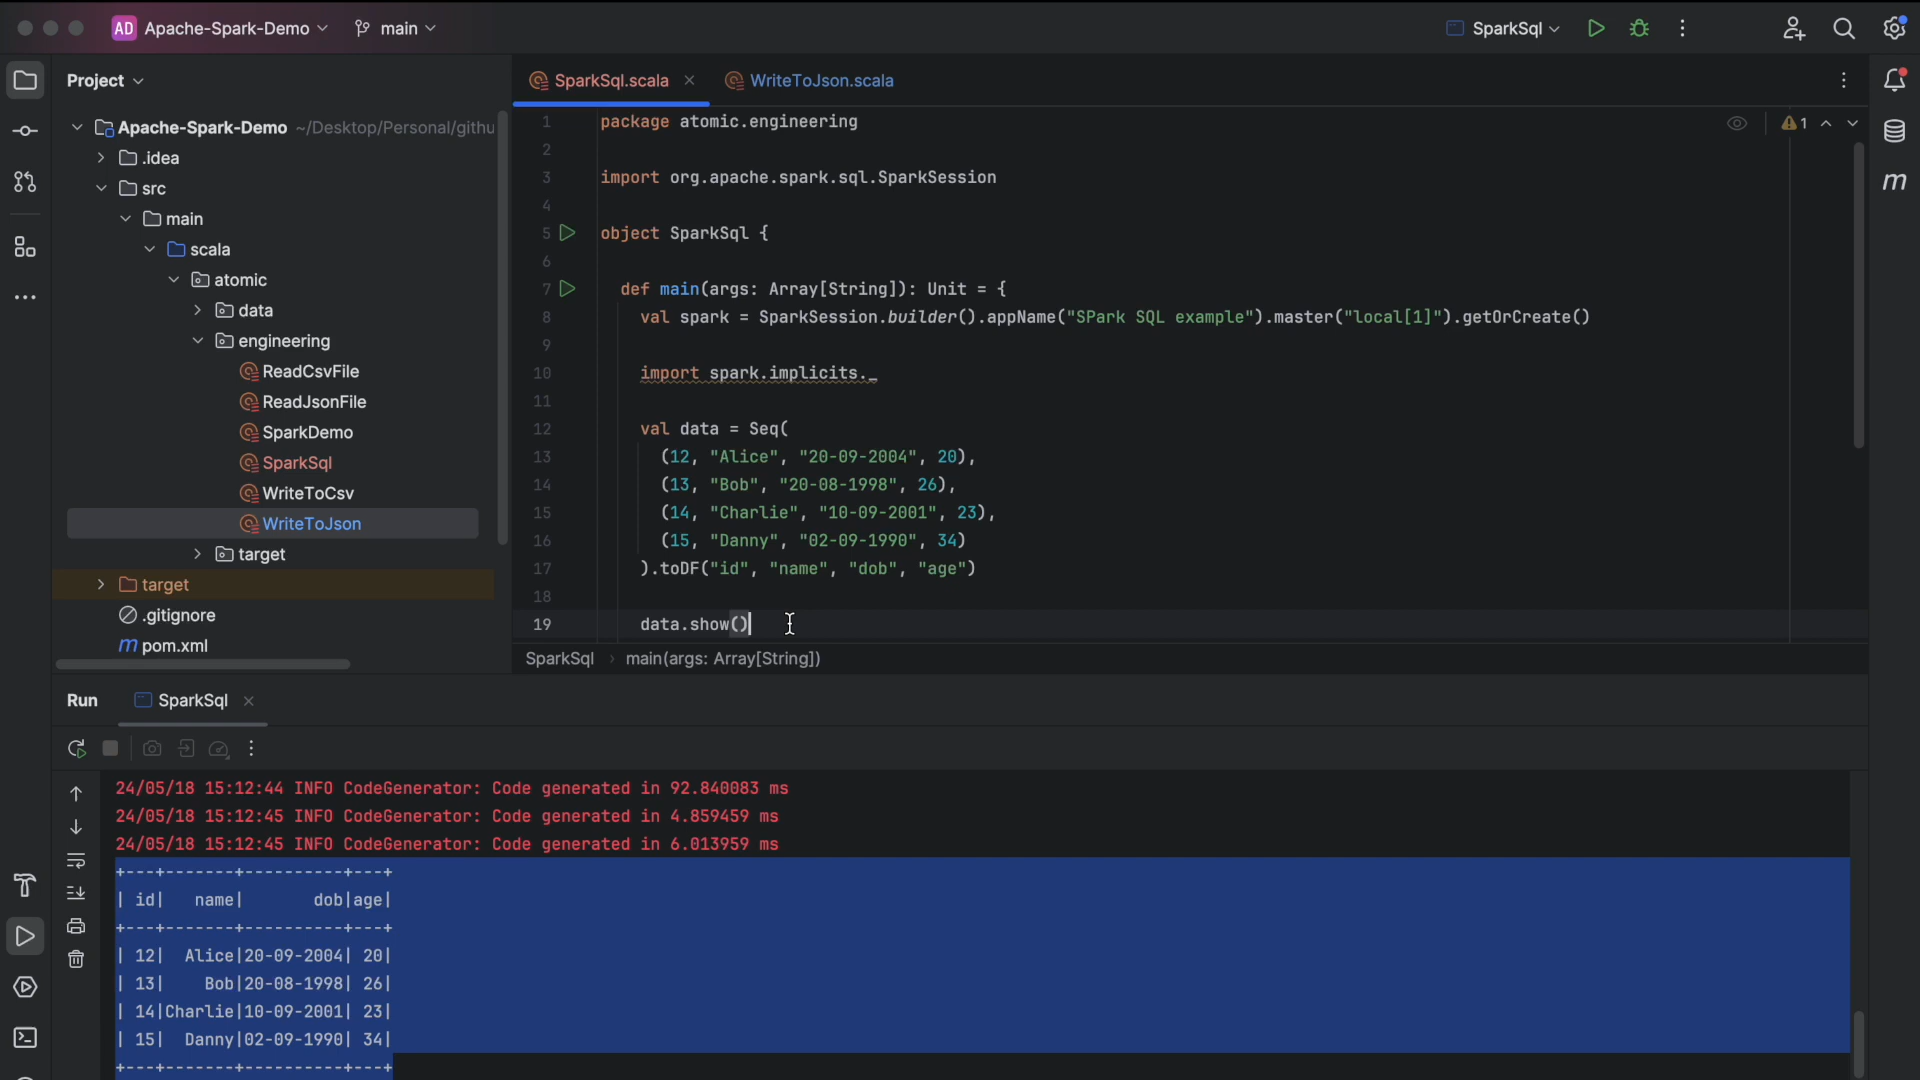 AD Apache-Spark-Demo main SparkSql
Project
SparkSql.scala WriteToJson.scala
Apache-Spark-Demo ~/Desktop/Personal/githu
.idea
src
main
scala
atomic
data
engineering
ReadCsvFile
ReadJsonFile
SparkDemo
SparkSql
WriteToCsv
WriteToJson
target
target
.gitignore
m pom.xml
1 package atomic.engineering
2
3 import org.apache.spark.sql.SparkSession
4
5 object SparkSql {
6
7 def main(args: Array[String]): Unit = {
8 val spark = SparkSession.builder().appName("SPark SQL example").master("local[1]").getOrCreate()
9
10 import spark.implicits._
11
12 val data = Seq(
13 (12, "Alice", "20-09-2004", 20),
14 (13, "Bob", "20-08-1998", 26),
15 (14, "Charlie", "10-09-2001", 23),
16 (15, "Danny", "02-09-1990", 34)
17 ).toDF("id", "name", "dob", "age")
18
19 data.show()
1
m
SparkSql > main(args: Array[String])
Run SparkSql
24/05/18 15:12:44 INFO CodeGenerator: Code generated in 92.840083 ms
24/05/18 15:12:45 INFO CodeGenerator: Code generated in 4.859459 ms
24/05/18 15:12:45 INFO CodeGenerator: Code generated in 6.013959 ms
+---+-------+----------+---+
| id|   name|       dob|age|
+---+-------+----------+---+
| 12|  Alice|20-09-2004| 20|
| 13|    Bob|20-08-1998| 26|
| 14|Charlie|10-09-2001| 23|
| 15|  Danny|02-09-1990| 34|
+---+-------+----------+---+